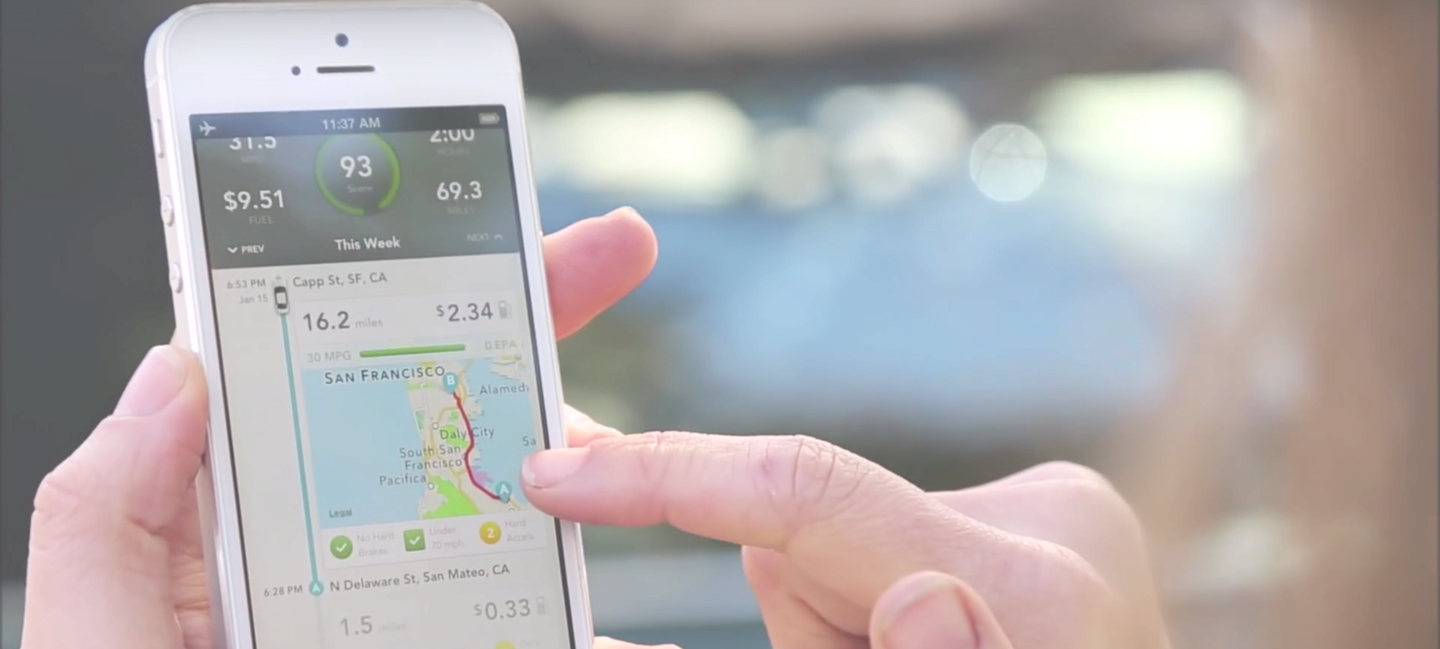 11:37 AM
31.5
93
2:00
MPG
Score
HOURS
$9.51
69.3
FUEL
MILES
PREV
This Week
NEXT
6:53 PM
Capp St, SF, CA
Jan 15
16.2 miles
$2.34
30 MPG
0 EPA
SAN FRANCISCO
B
Alameda
Daly City
Sa
South San
Francisco
Pacifica
A
Legal
No Hard
Brakes
Under
70 mph
2
Hard
Accels
6:28 PM
A
N Delaware St, San Mateo, CA
1.5 miles
$0.33